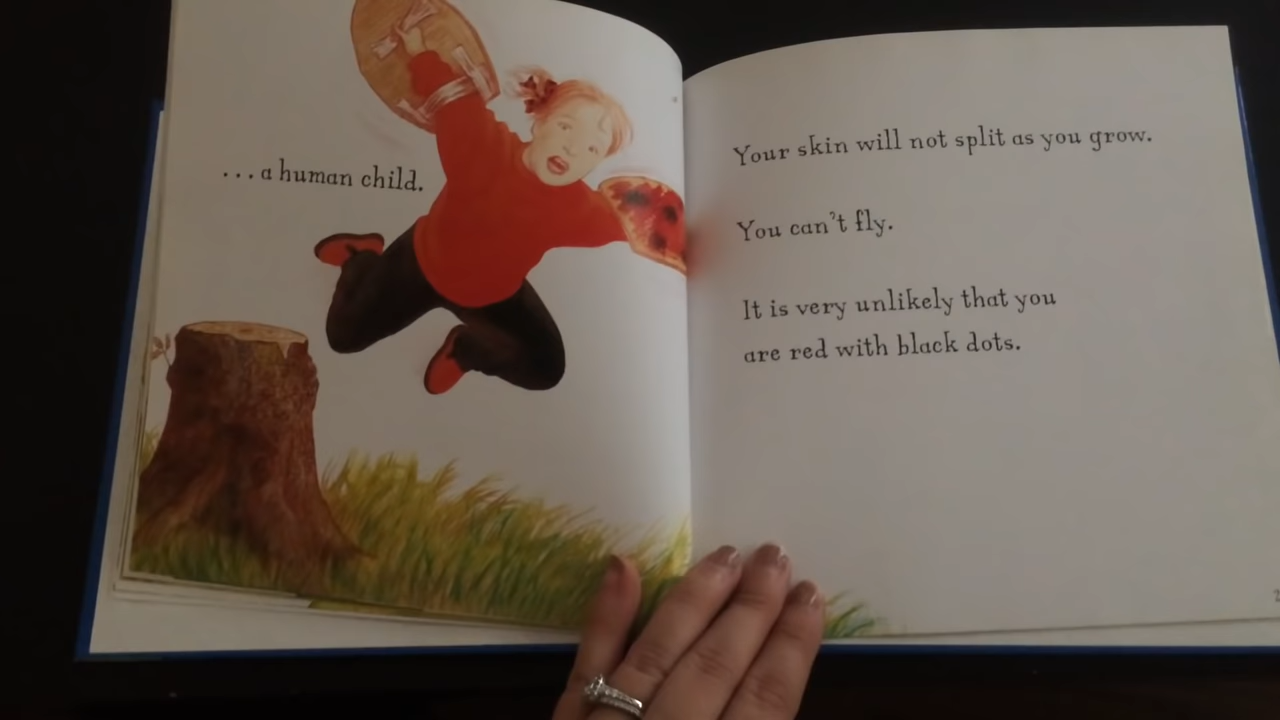 ...a human child.
Your skin will not split as you grow.
You can't fly.
It is very unlikely that you
are red with black dots.